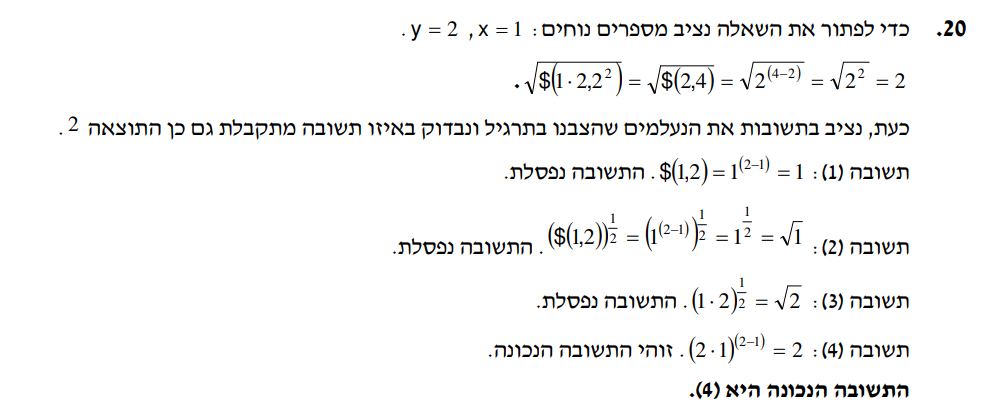 20. כדי לפתור את השאלה נציב מספרים נוחים: x = 1 , y = 2 .
$\sqrt{\$(1 \cdot 2,2^2)} = \sqrt{\$(2,4)} = \sqrt{2^{(4-2)}} = \sqrt{2^2} = 2$ .
כעת, נציב בתשובות את הנעלמים שהצבנו בתרגיל ונבדוק באיזו תשובה מתקבלת גם כן התוצאה 2 .
תשובה (1): $\$(1,2) = 1^{(2-1)} = 1$ . התשובה נפסלת.
תשובה (2): $(\$(1,2))^{\frac{1}{2}} = (1^{(2-1)})^{\frac{1}{2}} = 1^{\frac{1}{2}} = \sqrt{1}$ . התשובה נפסלת.
תשובה (3): $(1 \cdot 2)^{\frac{1}{2}} = \sqrt{2}$ . התשובה נפסלת.
תשובה (4): $(2 \cdot 1)^{(2-1)} = 2$ . זוהי התשובה הנכונה.
התשובה הנכונה היא (4).